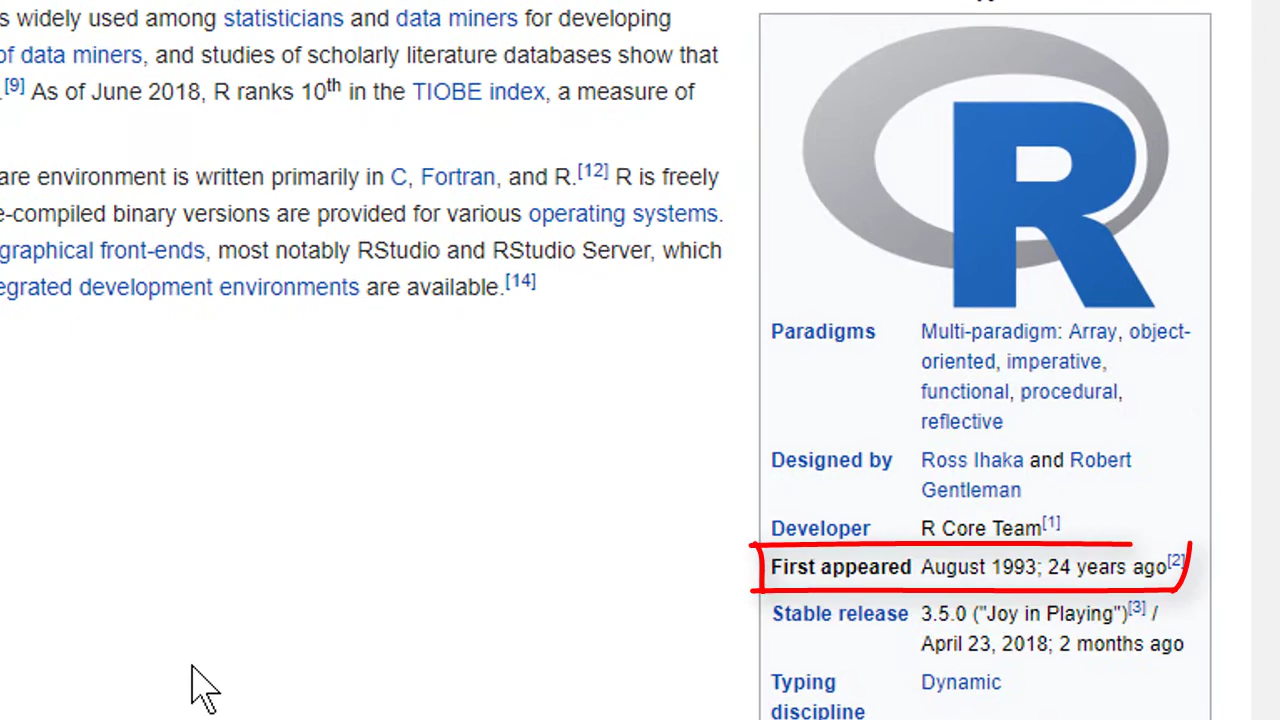 s widely used among statisticians and data miners for developing
of data miners, and studies of scholarly literature databases show that
.[9] As of June 2018, R ranks 10th in the TIOBE index, a measure of
are environment is written primarily in C, Fortran, and R.[12] R is freely
e-compiled binary versions are provided for various operating systems.
graphical front-ends, most notably RStudio and RStudio Server, which
egrated development environments are available.[14]
R
Paradigms Multi-paradigm: Array, object-
oriented, imperative,
functional, procedural,
reflective
Designed by Ross Ihaka and Robert
Gentleman
Developer R Core Team[1]
First appeared August 1993; 24 years ago[2]
Stable release 3.5.0 ("Joy in Playing")[3] /
April 23, 2018; 2 months ago
Typing Dynamic
discipline